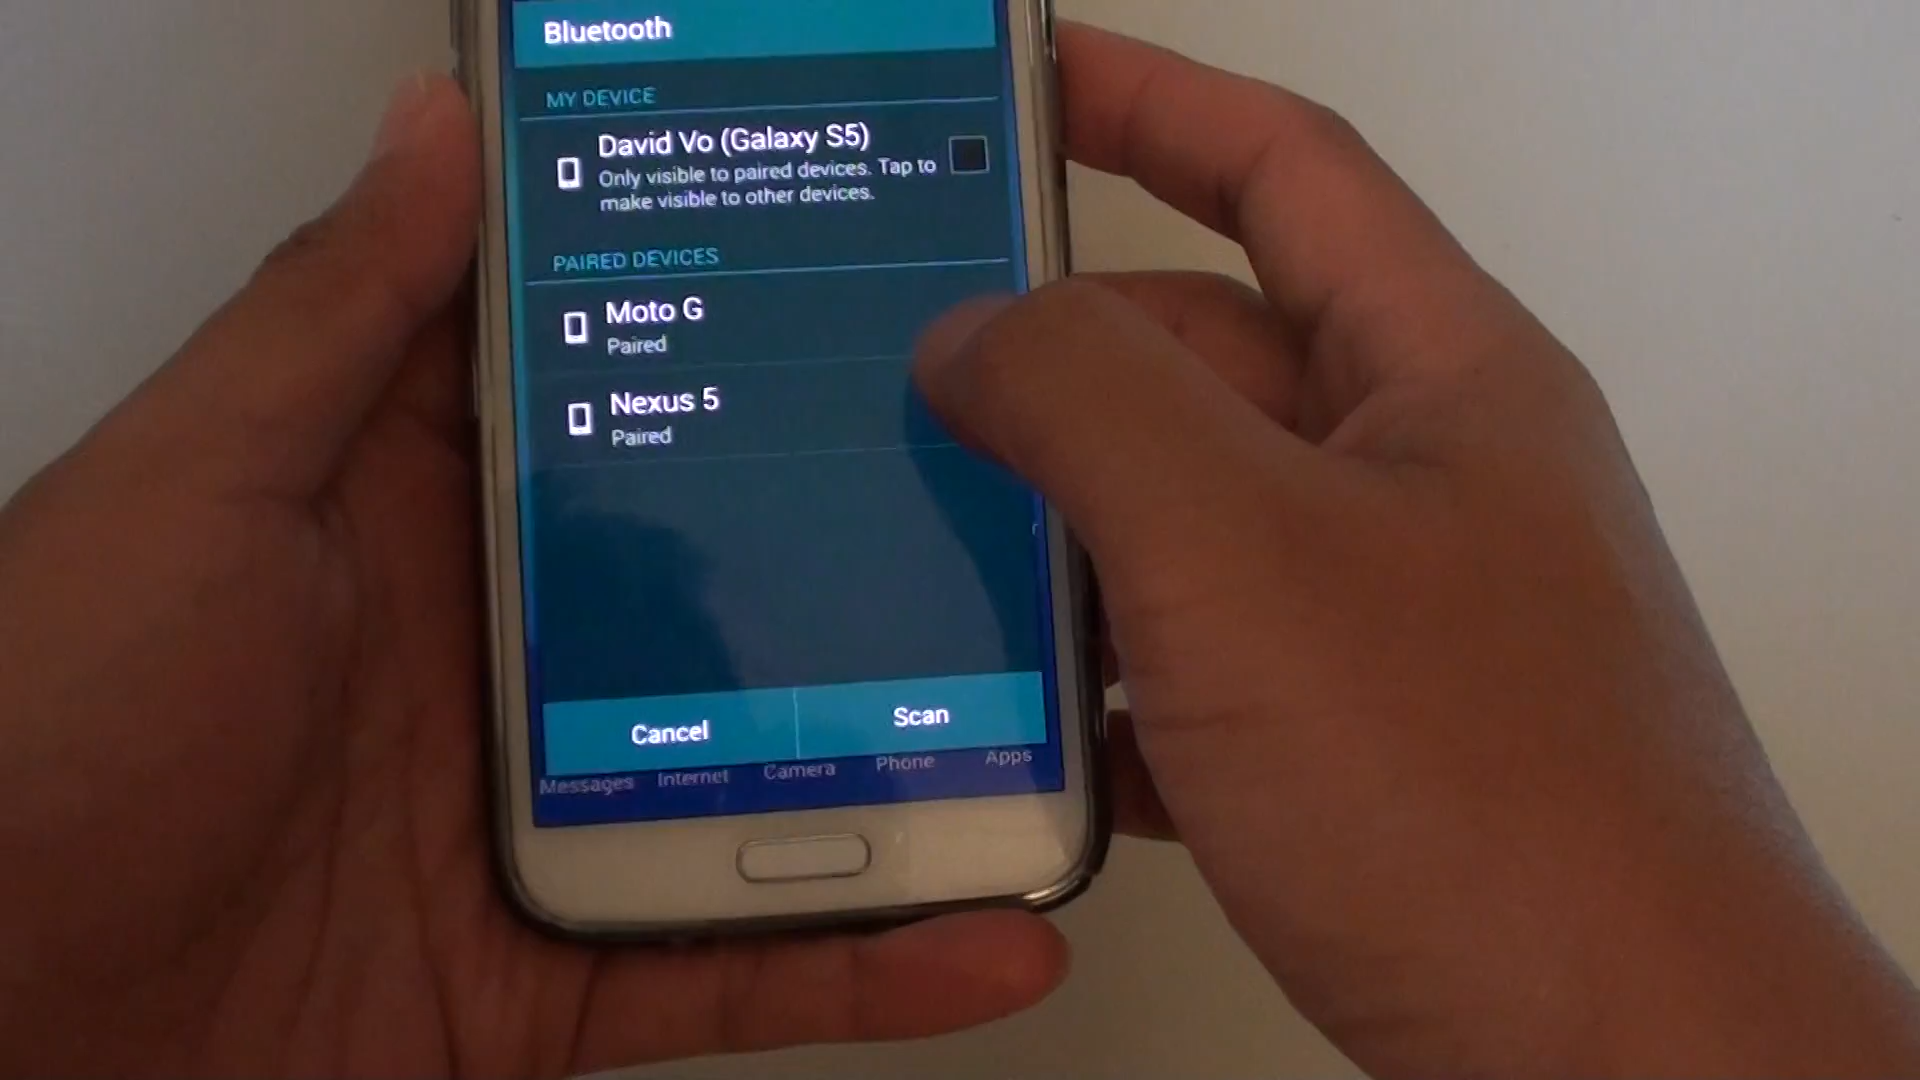 Bluetooth
MY DEVICE
David Vo (Galaxy S5)
Only visible to paired devices. Tap to
make visible to other devices.
PAIRED DEVICES
Moto G
Paired
Nexus 5
Paired
Cancel
Scan
Messages
Internet
Camera
Phone
Apps